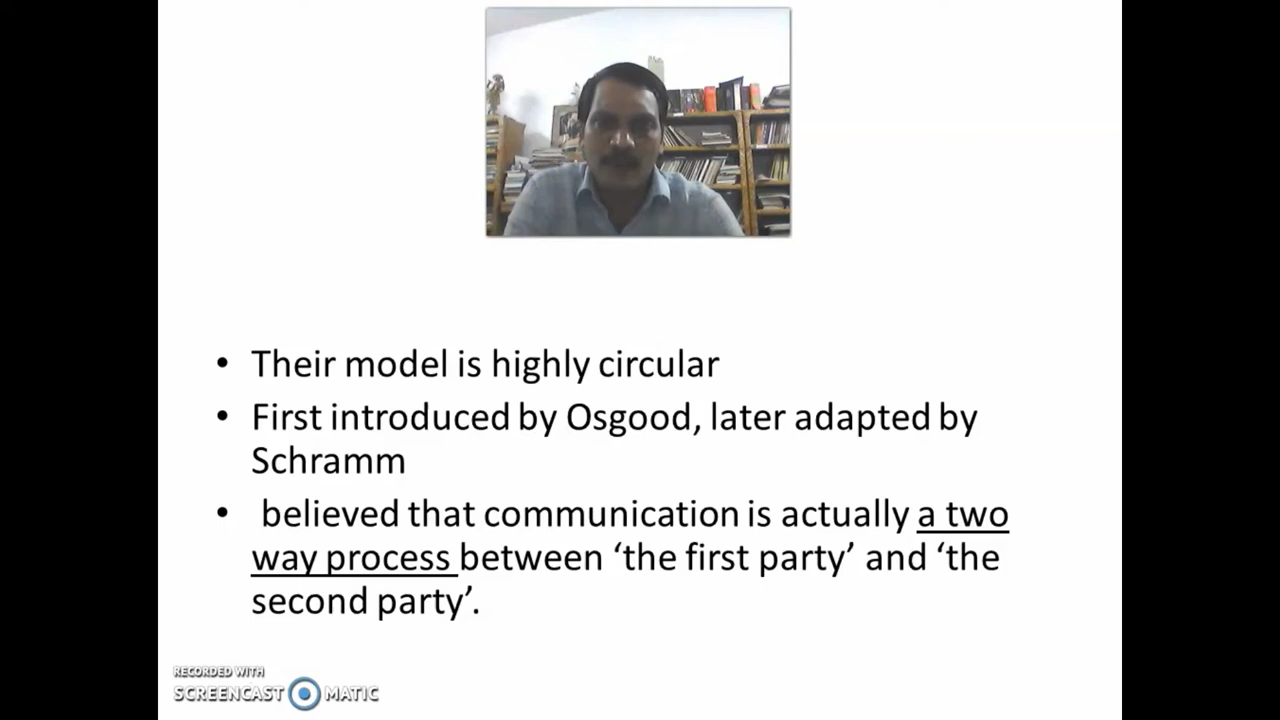 • Their model is highly circular
• First introduced by Osgood, later adapted by
Schramm
• believed that communication is actually a two
way process between ‘the first party’ and ‘the
second party’.
RECORDED WITH
SCREENCAST MATIC